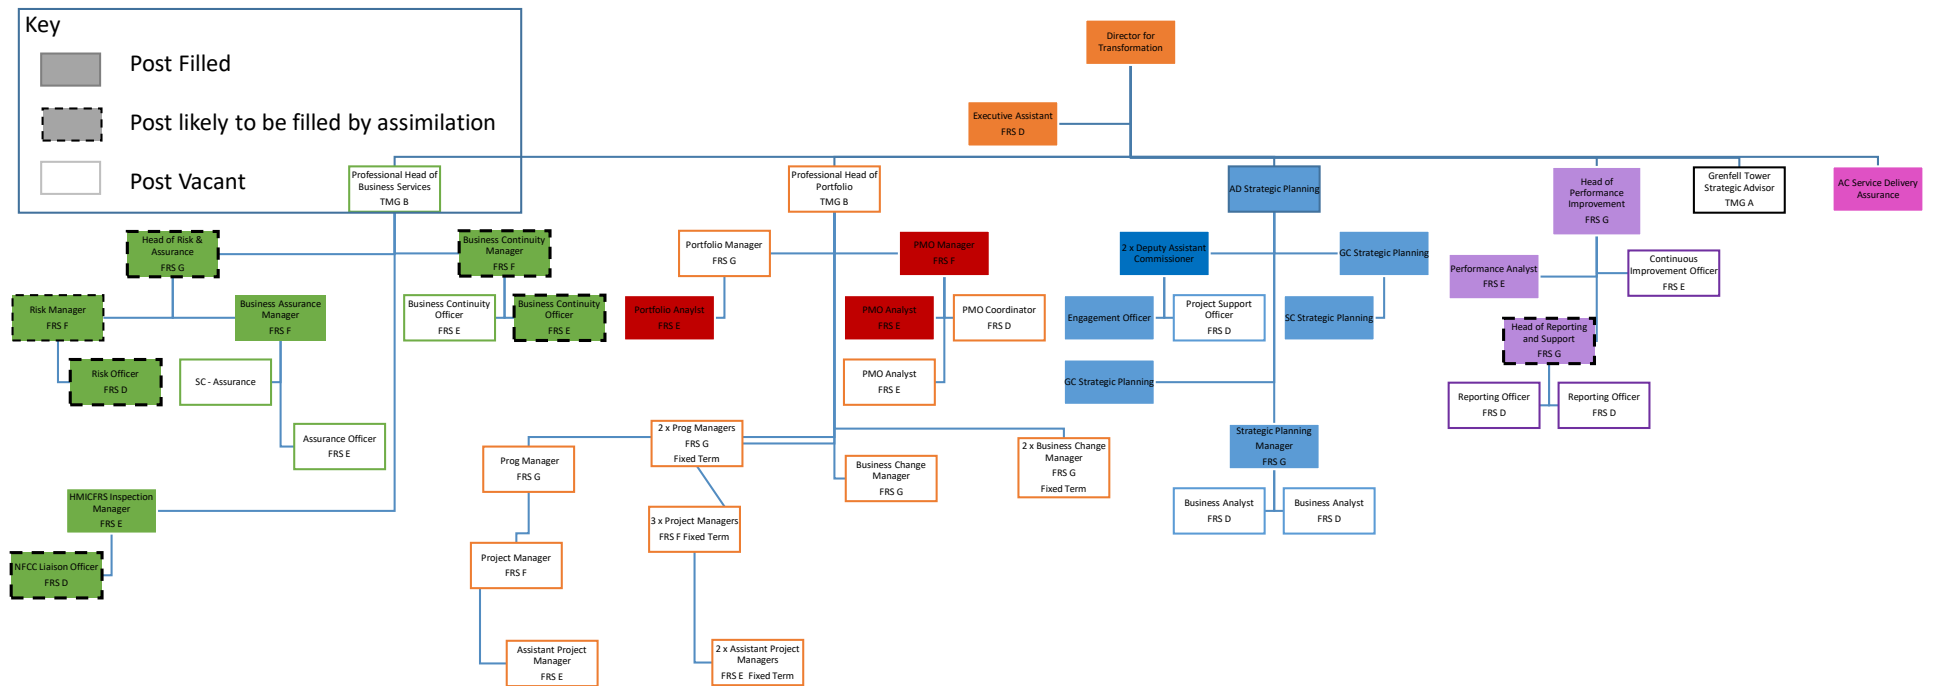 Key
Post Filled
Post likely to be filled by assimilation
Post Vacant
Director for
Transformation
Executive Assistant
FRS D
Professional Head of
Business Services
TMG B
Professional Head of
Portfolio
TMG B
AD Strategic Planning
Head of
Performance
Improvement
FRS G
Grenfell Tower
Strategic Advisor
TMG A
AC Service Delivery
Assurance
Head of Risk &
Assurance
FRS G
Business Continuity
Manager
FRS F
Risk Manager
FRS F
Business Assurance
Manager
FRS F
Business Continuity
Officer
FRS E
Business Continuity
Officer
FRS E
Risk Officer
FRS D
SC - Assurance
Assurance Officer
FRS E
HMICFRS Inspection
Manager
FRS E
NFCC Liaison Officer
FRS D
Portfolio Manager
FRS G
PMO Manager
FRS F
Portfolio Anaylst
FRS E
PMO Analyst
FRS E
PMO Coordinator
FRS D
PMO Analyst
FRS E
2 x Prog Managers
FRS G
Fixed Term
Prog Manager
FRS G
Business Change
Manager
FRS G
2 x Business Change
Manager
FRS G
Fixed Term
3 x Project Managers
FRS F Fixed Term
Project Manager
FRS F
Assistant Project
Manager
FRS E
2 x Assistant Project
Managers
FRS E Fixed Term
2 x Deputy Assistant
Commissioner
GC Strategic Planning
Engagement Officer
Project Support
Officer
FRS D
SC Strategic Planning
GC Strategic Planning
Strategic Planning
Manager
FRS G
Business Analyst
FRS D
Business Analyst
FRS D
Performance Analyst
FRS E
Continuous
Improvement Officer
FRS E
Head of Reporting
and Support
FRS G
Reporting Officer
FRS D
Reporting Officer
FRS D